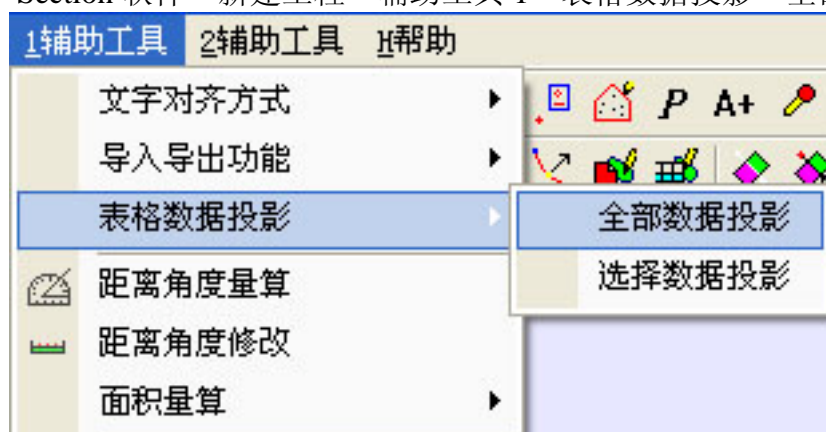 1辅助工具 2辅助工具 H帮助
文字对齐方式
P A+
导入导出功能
表格数据投影
全部数据投影
选择数据投影
距离角度量算
距离角度修改
面积量算